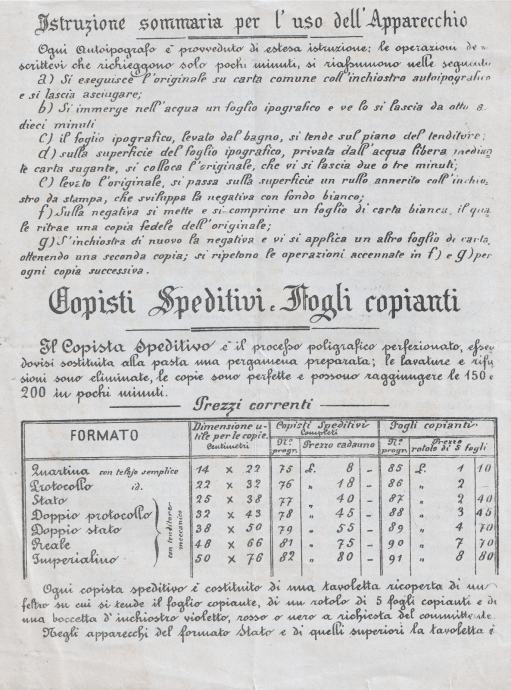 Istruzione sommaria per l'uso dell'Apparecchio
Ogni Autoipografo è provveduto di estesa istruzione; le operazioni
scrittevi che richieggono solo pochi minuti, si riassumono nelle
a) Si eseguisce l'originale su carta comune coll'inchiostro autoipografico
e si lascia asciugare;
b) Si immerge nell'acqua un foglio ipografico e ve lo si lascia da otto a
dieci minuti
c) il foglio ipografico, levato dal bagno, si tende sul piano del tenditore;
d) sulla superficie del foglio ipografico, privata dall'acqua libera
te carta sugante, si colloca l'originale, che vi si lascia due o tre minuti;
e) levato l'originale, si passa sulla superficie un rullo annerito coll'inchio
stro da stampa, che sviluppa la negativa con fondo bianco;
f) Sulla negativa si mette e si comprime un foglio di carta bianca, il qua
le ritrae una copia fedele dell'originale;
g) S'inchiostra di nuovo la negativa e vi si applica un altro foglio di carta,
ottenendo una seconda copia; si ripetono le operazioni accennate in f) e g) per
ogni copia successiva.
Copisti Speditivi e Fogli copianti
Il Copista Speditivo è il processo poligrafico perfezionato, essen
dovisi sostituita alla pasta una pergamena preparata; le lavature e rifu
sioni sono eliminate, le copie sono perfette e possono raggiungere le 150 e
200 in pochi minuti.
Prezzi correnti
FORMATO Dimensione u- Copisti Speditivi Fogli copianti
tile per le copie. Completi
Centimetri N.º progr. Prezzo cadauno N.º progr. Prezzo rotolo di 5 fogli
Quartina con telajo semplice 14 x 22 75 £. 8 - 85 £. 1 10
Protocollo id. 22 x 32 76 " 18 - 86 " 2 -
Stato 25 x 38 77 " 40 - 87 " 2 40
Doppio protocollo 32 x 43 78 " 45 - 88 " 3 45
Doppio stato 38 x 50 79 " 55 - 89 " 4 70
Reale 48 x 66 81 " 75 - 90 " 7 70
Imperialino 50 x 76 82 " 80 - 91 " 8 80
con tenditore meccanico
Ogni copista speditivo è costituito di una tavoletta ricoperta di un
feltro su cui si tende il foglio copiante, di un rotolo di 5 fogli copianti e di
una boccetta d'inchiostro violetto, rosso o nero a richiesta del committente.
Negli apparecchi del formato Stato e di quelli superiori la tavoletta è